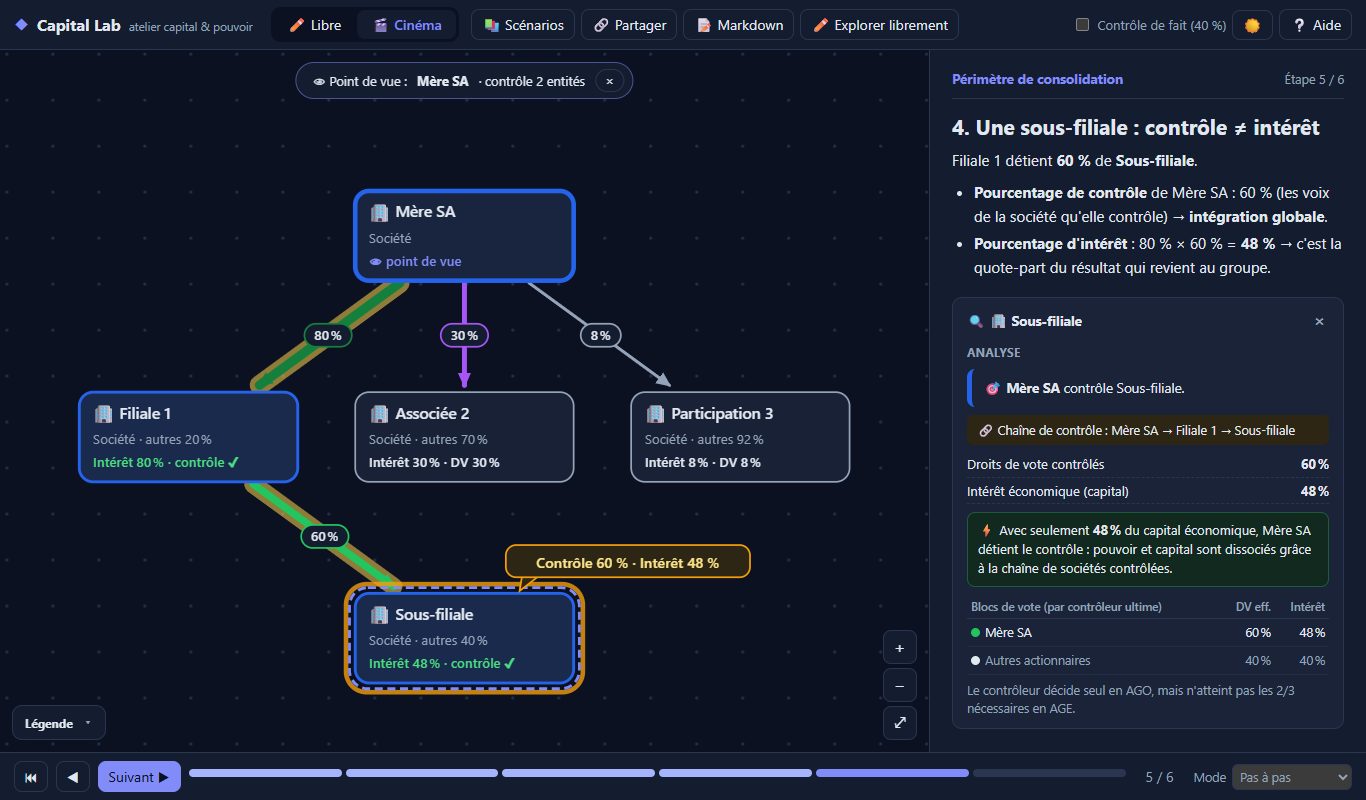 Capital Lab atelier capital & pouvoir
Libre
Cinéma
Scénarios
Partager
Markdown
Explorer librement
Contrôle de fait (40 %)
? Aide
Point de vue : Mère SA · contrôle 2 entités ×
Mère SA
Société
point de vue
80 %
30 %
8 %
Filiale 1
Société · autres 20 %
Intérêt 80 % · contrôle ✔
Associée 2
Société · autres 70 %
Intérêt 30 % · DV 30 %
Participation 3
Société · autres 92 %
Intérêt 8 % · DV 8 %
60 %
Contrôle 60 % · Intérêt 48 %
Sous-filiale
Société · autres 40 %
Intérêt 48 % · contrôle ✔
+
−
Légende
Périmètre de consolidation
Étape 5 / 6
4. Une sous-filiale : contrôle ≠ intérêt
Filiale 1 détient 60 % de Sous-filiale.
• Pourcentage de contrôle de Mère SA : 60 % (les voix
de la société qu'elle contrôle) → intégration globale.
• Pourcentage d'intérêt : 80 % × 60 % = 48 % → c'est la
quote-part du résultat qui revient au groupe.
Sous-filiale ×
ANALYSE
Mère SA contrôle Sous-filiale.
Chaîne de contrôle : Mère SA → Filiale 1 → Sous-filiale
Droits de vote contrôlés 60 %
Intérêt économique (capital) 48 %
Avec seulement 48 % du capital économique, Mère SA
détient le contrôle : pouvoir et capital sont dissociés grâce
à la chaîne de sociétés contrôlées.
Blocs de vote (par contrôleur ultime) DV eff. Intérêt
Mère SA 60 % 48 %
Autres actionnaires 40 % 40 %
Le contrôleur décide seul en AGO, mais n'atteint pas les 2/3
nécessaires en AGE.
Suivant ▶
5 / 6
Mode
Pas à pas